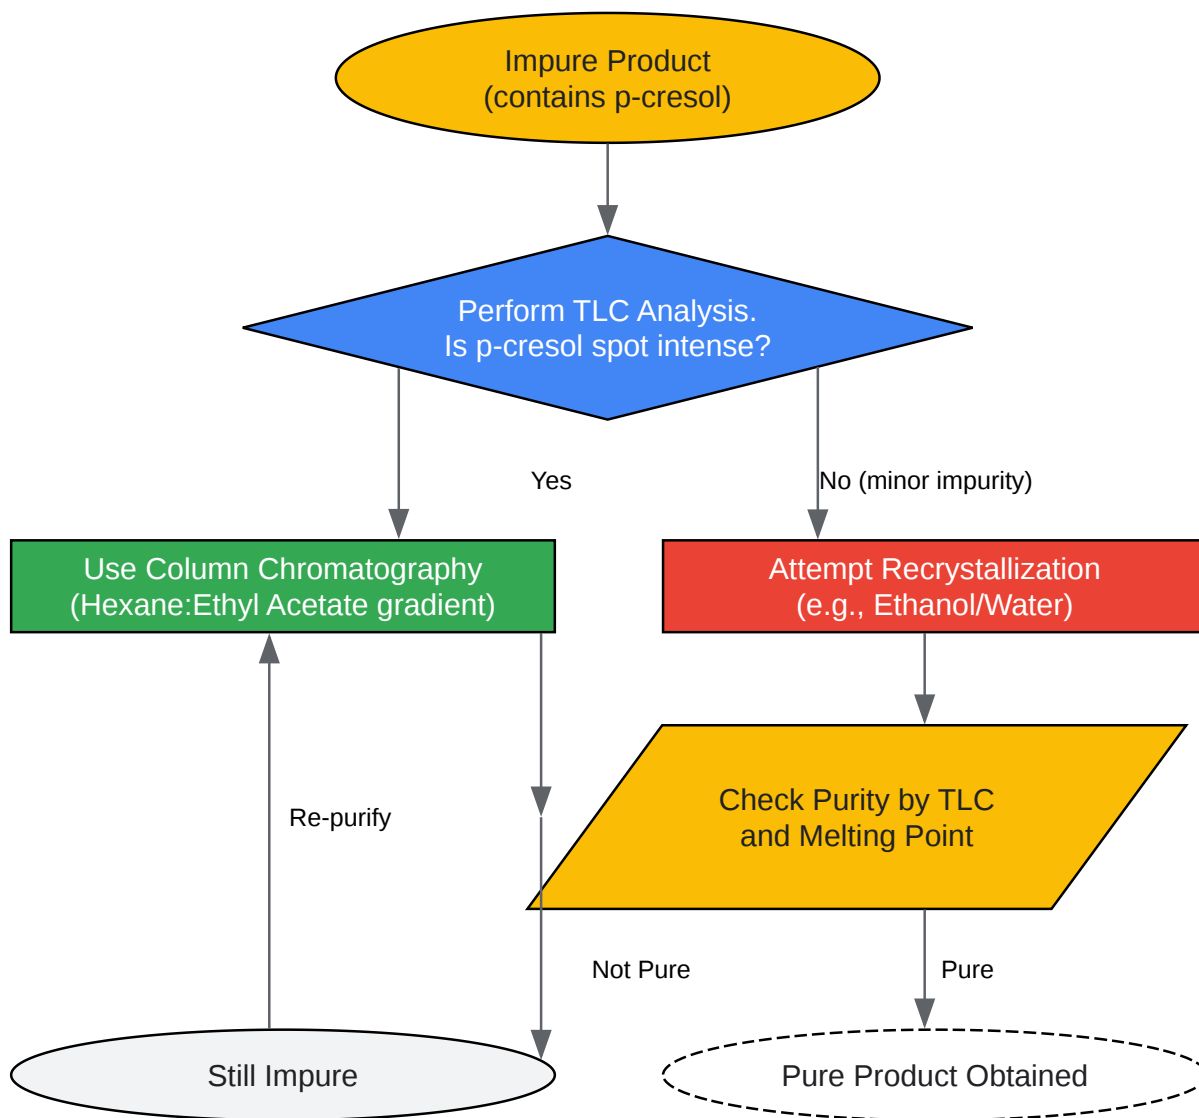 Impure Product
(contains p-cresol)
Perform TLC Analysis.
Is p-cresol spot intense?
Yes
No (minor impurity)
Use Column Chromatography
(Hexane:Ethyl Acetate gradient)
Attempt Recrystallization
(e.g., Ethanol/Water)
Re-purify
Check Purity by TLC
and Melting Point
Not Pure
Pure
Still Impure
Pure Product Obtained